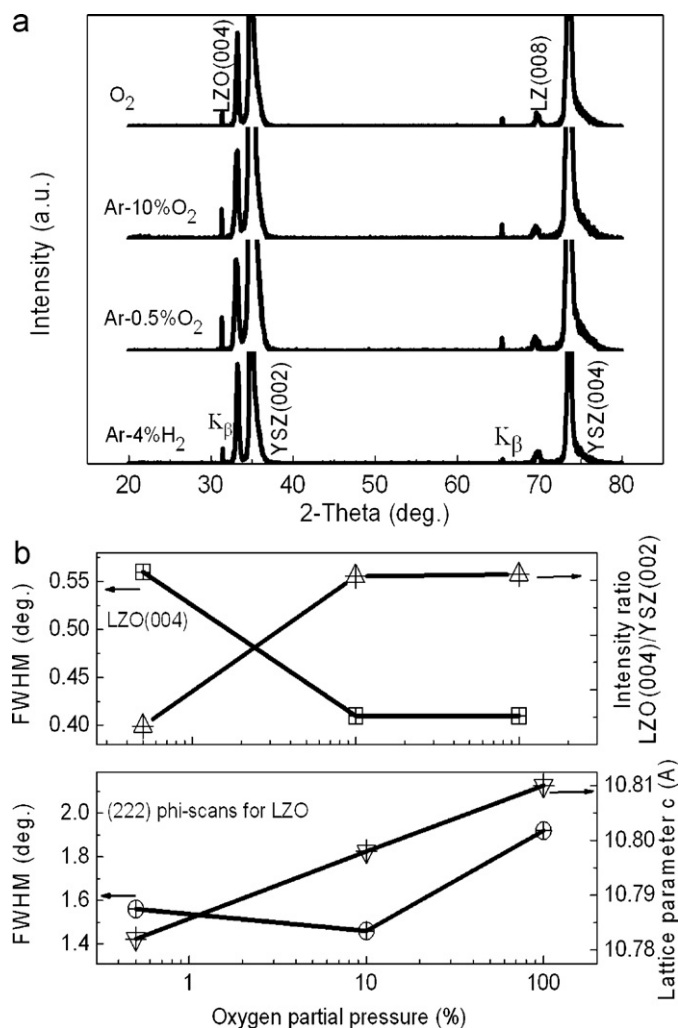 a
O2
LZO(004)
LZ(008)
Ar-10%O2
Ar-0.5%O2
Ar-4%H2
Kβ
YSZ(002)
Kβ
YSZ(004)
Intensity (a.u.)
20 30 40 50 60 70 80
2-Theta (deg.)
b
0.55
0.50
0.45
0.40
FWHM (deg.)
LZO(004)
Intensity ratio
LZO(004)/YSZ(002)
2.0
1.8
1.6
1.4
FWHM (deg.)
(222) phi-scans for LZO
10.81
10.80
10.79
10.78
Lattice parameter c (A)
1 10 100
Oxygen partial pressure (%)